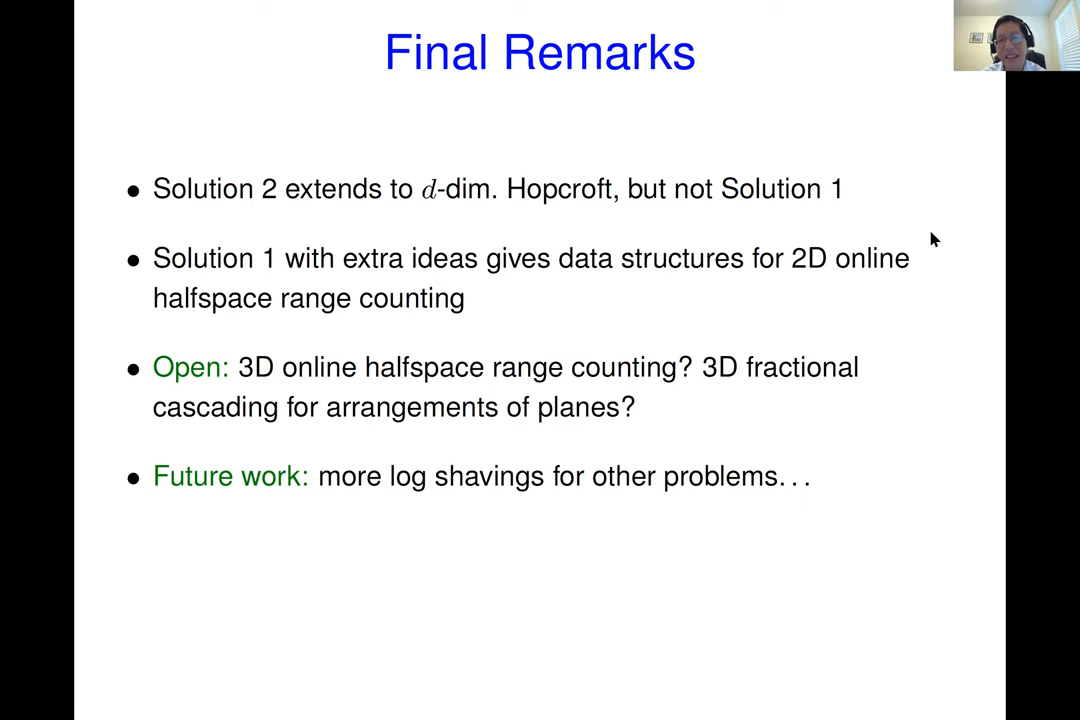 Final Remarks
• Solution 2 extends to d-dim. Hopcroft, but not Solution 1
• Solution 1 with extra ideas gives data structures for 2D online
halfspace range counting
• Open: 3D online halfspace range counting? 3D fractional
cascading for arrangements of planes?
• Future work: more log shavings for other problems...